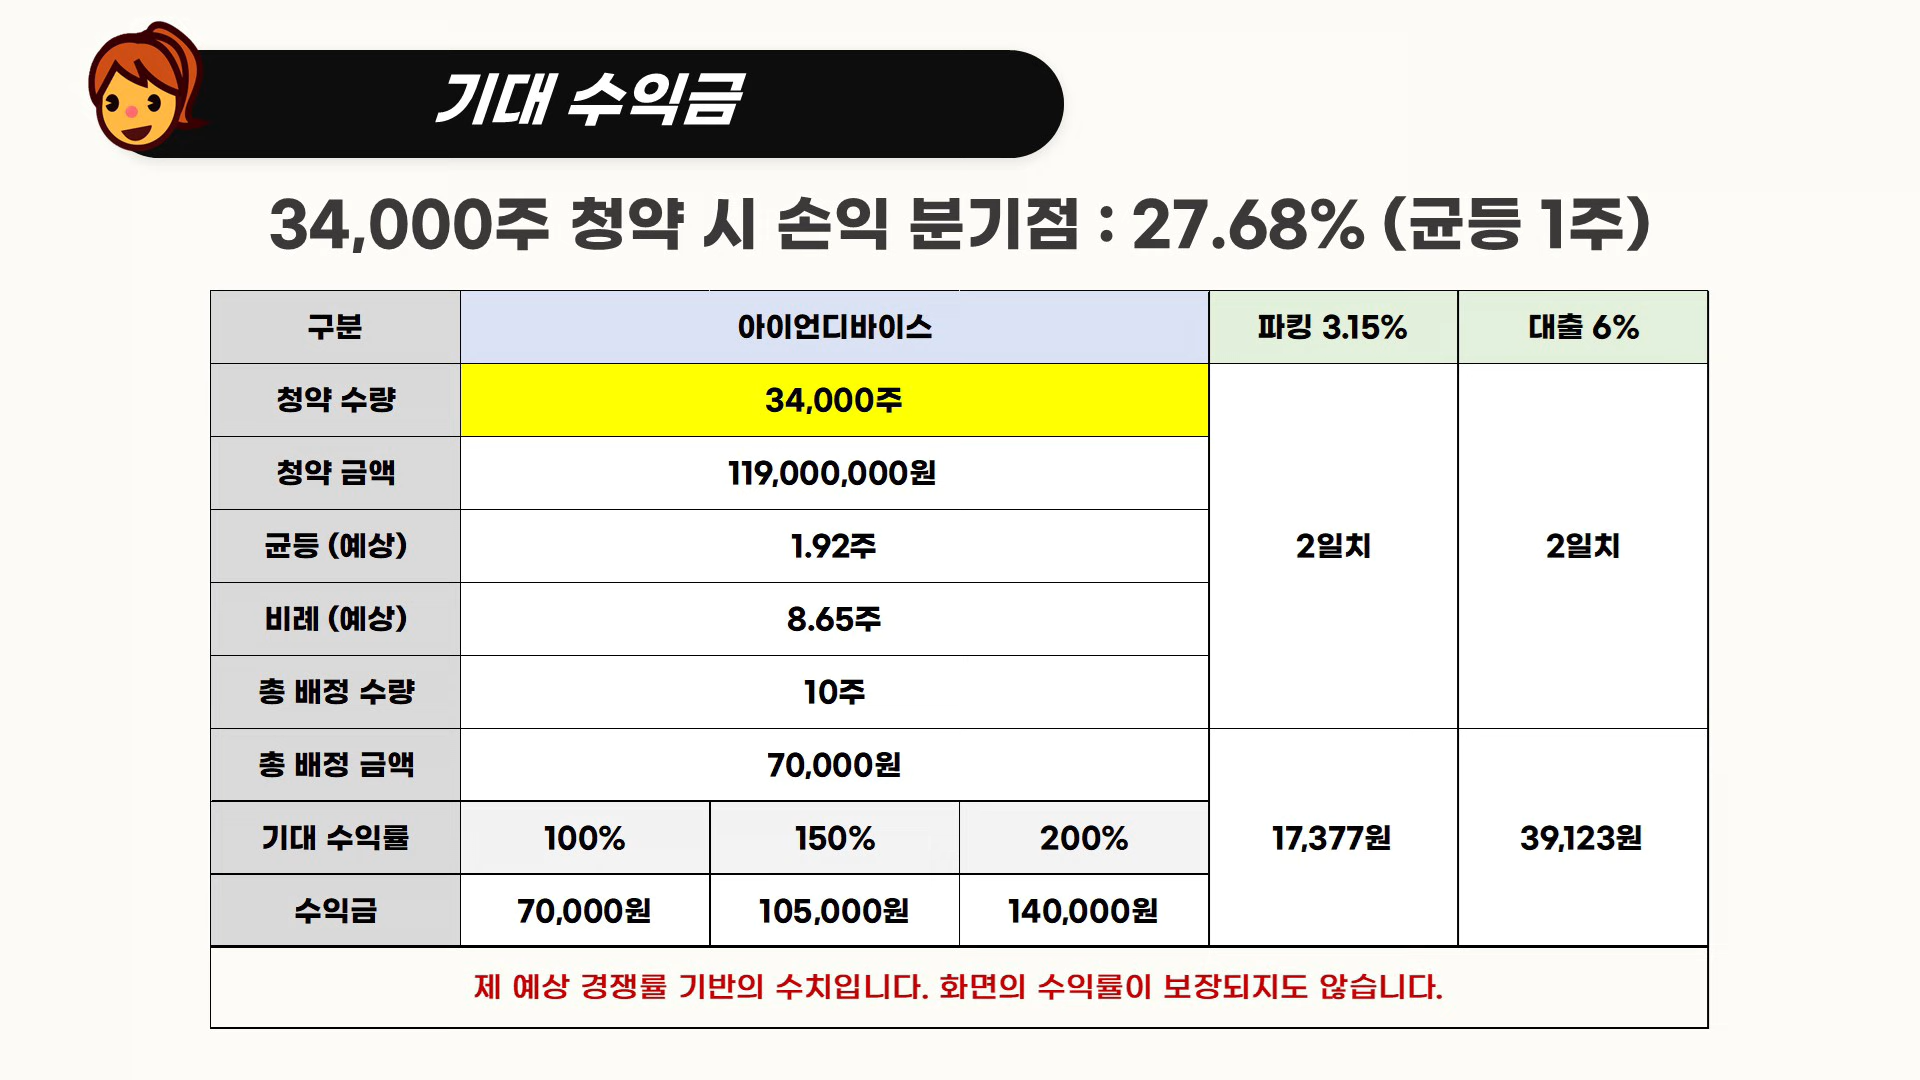 기대 수익금
34,000주 청약 시 손익 분기점 : 27.68% (균등 1주)
구분 아이언디바이스 파킹 3.15% 대출 6%
청약 수량 34,000주
청약 금액 119,000,000원
균등 (예상) 1.92주 2일치 2일치
비례 (예상) 8.65주
총 배정 수량 10주
총 배정 금액 70,000원
기대 수익률 100% 150% 200% 17,377원 39,123원
수익금 70,000원 105,000원 140,000원
제 예상 경쟁률 기반의 수치입니다. 화면의 수익률이 보장되지도 않습니다.